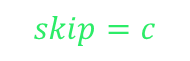 skip = c